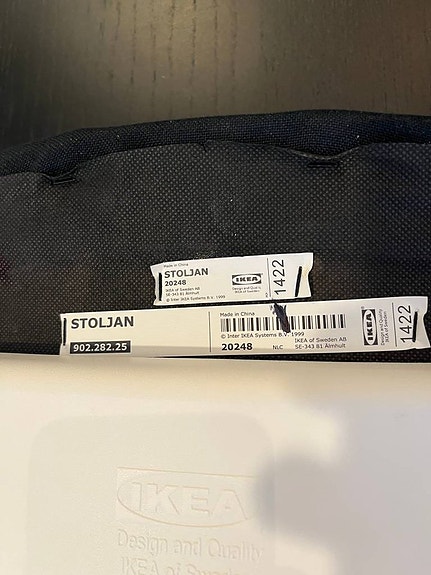 Made in China
STOLJAN
20248
IKEA of Sweden AB
SE-343 81 Älmhult
© Inter IKEA Systems B.V. 1999
IKEA
Design and Quality
IKEA of Sweden
1422
STOLJAN
902.282.25
Made in China
© Inter IKEA Systems B.V. 1999
IKEA of Sweden AB
20248 NLC SE-343 81 Älmhult
IKEA
Design and Quality
IKEA of Sweden
1422
IKEA
Design and Quality
IKEA of Sweden